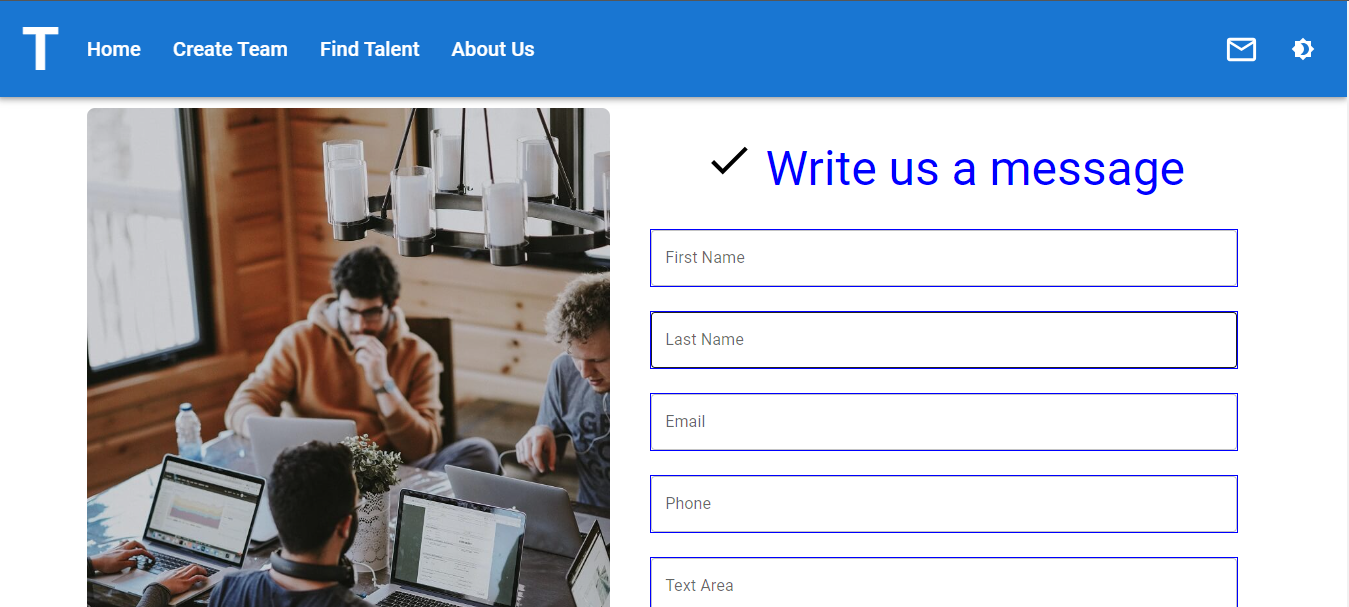 T Home Create Team Find Talent About Us
Write us a message
First Name
Last Name
Email
Phone
Text Area